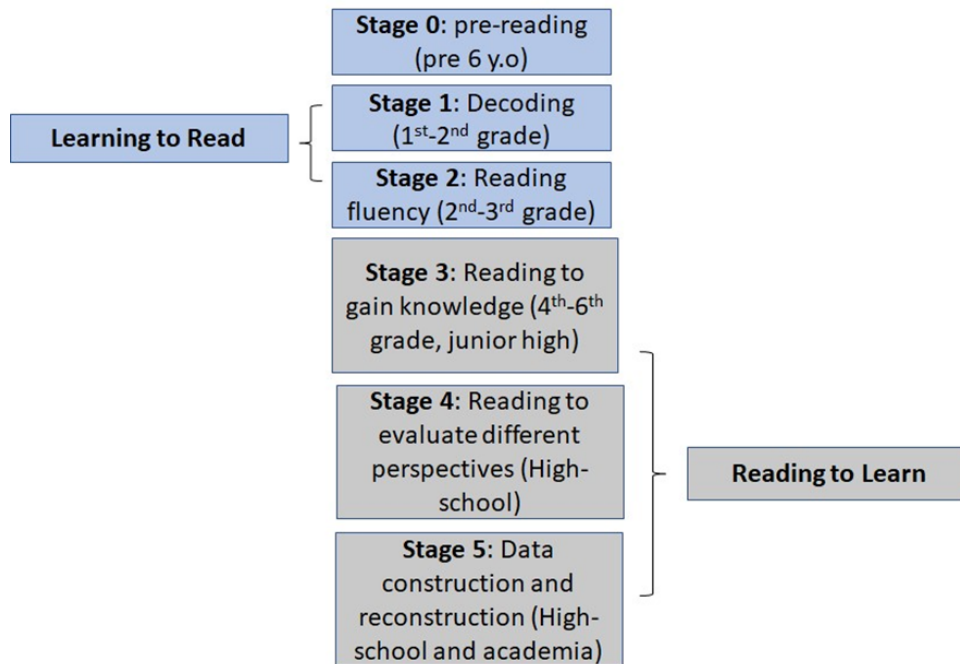 Stage 0: pre-reading
(pre 6 y.o)
Stage 1: Decoding
(1st-2nd grade)
Learning to Read
Stage 2: Reading
fluency (2nd-3rd grade)
Stage 3: Reading to
gain knowledge (4th-6th
grade, junior high)
Stage 4: Reading to
evaluate different
perspectives (High-
school)
Reading to Learn
Stage 5: Data
construction and
reconstruction (High-
school and academia)